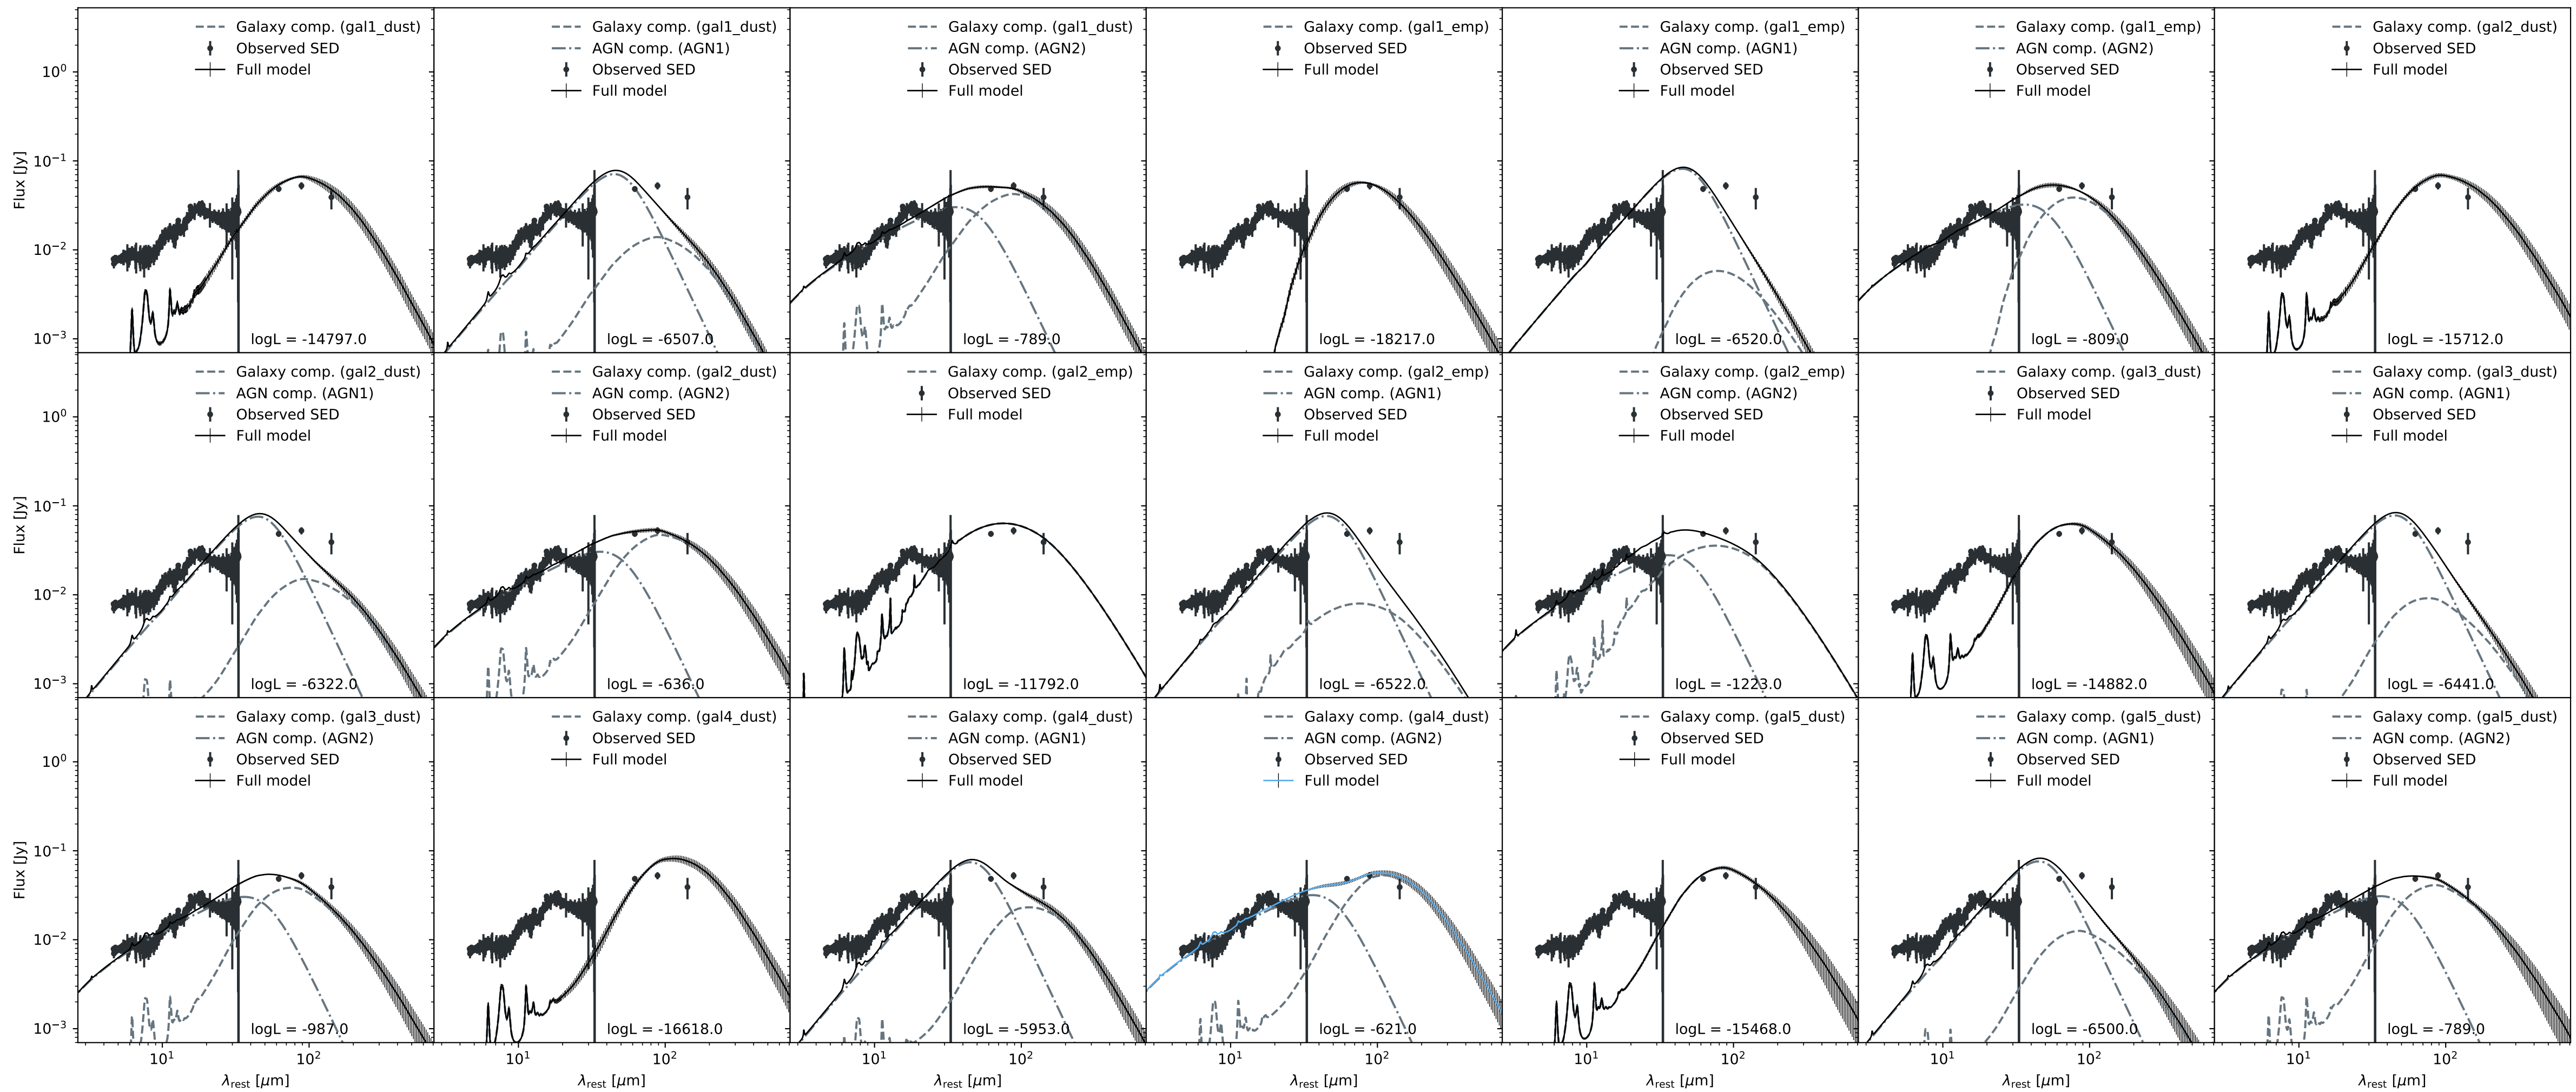 Galaxy comp. (gal1_dust)
Observed SED
Full model
logL = -14797.0
Galaxy comp. (gal1_dust)
AGN comp. (AGN1)
Observed SED
Full model
logL = -6507.0
Galaxy comp. (gal1_dust)
AGN comp. (AGN2)
Observed SED
Full model
logL = -789.0
Galaxy comp. (gal1_emp)
Observed SED
Full model
logL = -18217.0
Galaxy comp. (gal1_emp)
AGN comp. (AGN1)
Observed SED
Full model
logL = -6520.0
Galaxy comp. (gal1_emp)
AGN comp. (AGN2)
Observed SED
Full model
logL = -809.0
Galaxy comp. (gal2_dust)
Observed SED
Full model
logL = -15712.0
Flux [Jy]
10⁰
10⁻¹
10⁻²
10⁻³
Galaxy comp. (gal2_dust)
AGN comp. (AGN1)
Observed SED
Full model
logL = -6322.0
Galaxy comp. (gal2_dust)
AGN comp. (AGN2)
Observed SED
Full model
logL = -636.0
Galaxy comp. (gal2_emp)
Observed SED
Full model
logL = -11792.0
Galaxy comp. (gal2_emp)
AGN comp. (AGN1)
Observed SED
Full model
logL = -6522.0
Galaxy comp. (gal2_emp)
AGN comp. (AGN2)
Observed SED
Full model
logL = -1223.0
Galaxy comp. (gal3_dust)
Observed SED
Full model
logL = -14882.0
Galaxy comp. (gal3_dust)
AGN comp. (AGN1)
Observed SED
Full model
logL = -6441.0
Flux [Jy]
10⁰
10⁻¹
10⁻²
10⁻³
Galaxy comp. (gal3_dust)
AGN comp. (AGN2)
Observed SED
Full model
logL = -987.0
Galaxy comp. (gal4_dust)
Observed SED
Full model
logL = -16618.0
Galaxy comp. (gal4_dust)
AGN comp. (AGN1)
Observed SED
Full model
logL = -5953.0
Galaxy comp. (gal4_dust)
AGN comp. (AGN2)
Observed SED
Full model
logL = -621.0
Galaxy comp. (gal5_dust)
Observed SED
Full model
logL = -15468.0
Galaxy comp. (gal5_dust)
AGN comp. (AGN1)
Observed SED
Full model
logL = -6500.0
Galaxy comp. (gal5_dust)
AGN comp. (AGN2)
Observed SED
Full model
logL = -789.0
Flux [Jy]
10⁰
10⁻¹
10⁻²
10⁻³
10¹ 10² 10¹ 10² 10¹ 10² 10¹ 10² 10¹ 10² 10¹ 10² 10¹ 10²
λrest [μm] λrest [μm] λrest [μm] λrest [μm] λrest [μm] λrest [μm] λrest [μm]